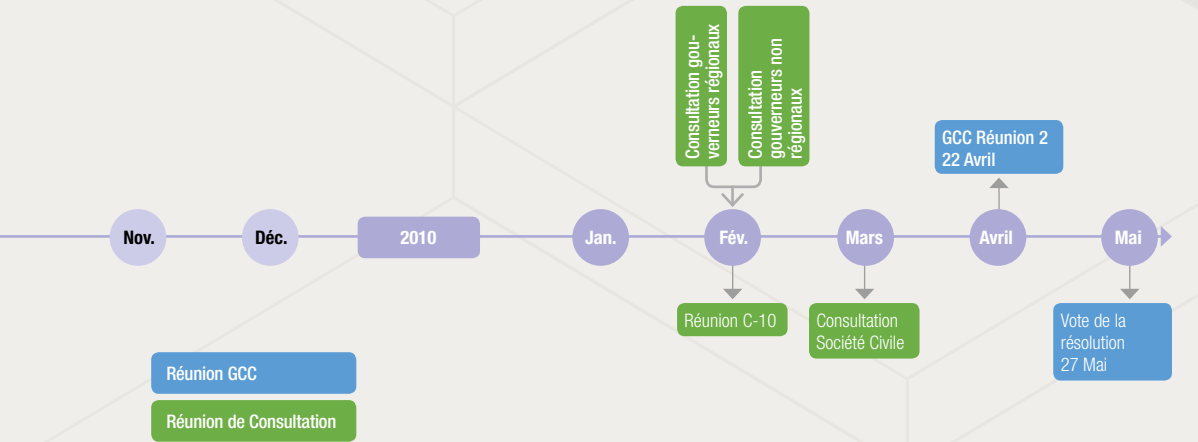 Consultation gou-
verneurs régionaux
Consultation
gouverneurs non
régionaux
GCC Réunion 2
22 Avril
Nov.
Déc.
2010
Jan.
Fév.
Mars
Avril
Mai
Réunion C-10
Consultation
Société Civile
Vote de la
résolution
27 Mai
Réunion GCC
Réunion de Consultation